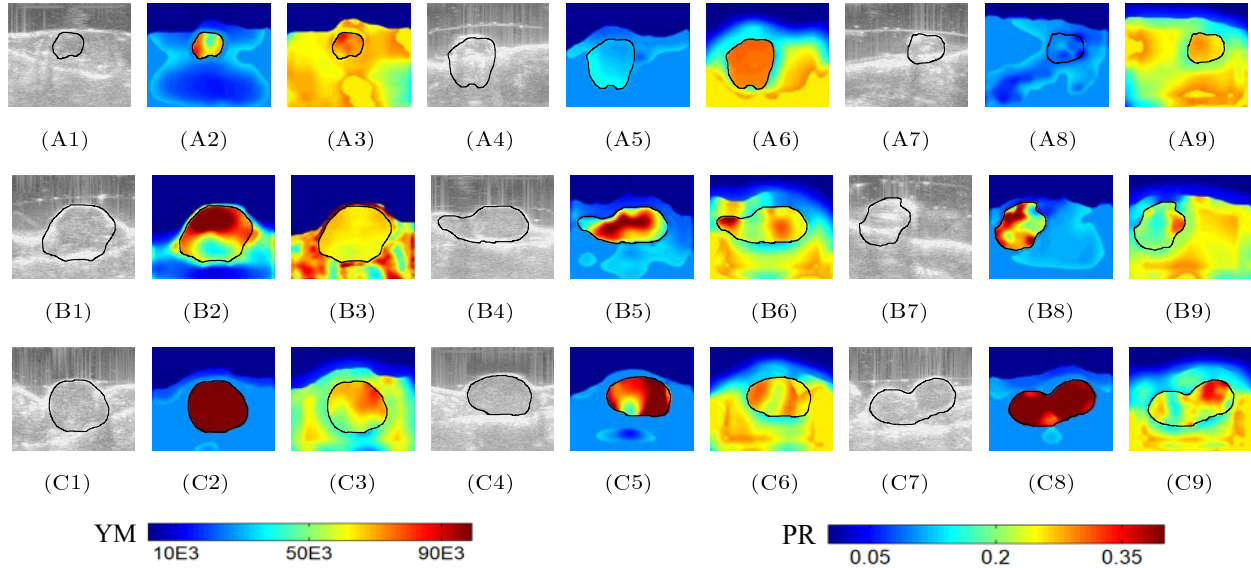 (A1) (A2) (A3) (A4) (A5) (A6) (A7) (A8) (A9)
(B1) (B2) (B3) (B4) (B5) (B6) (B7) (B8) (B9)
(C1) (C2) (C3) (C4) (C5) (C6) (C7) (C8) (C9)
YM PR
10E3 50E3 90E3 0.05 0.2 0.35